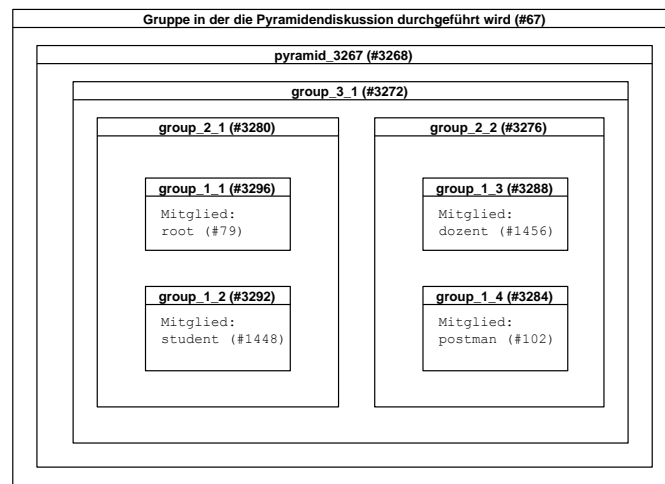 Gruppe in der die Pyramidendiskussion durchgeführt wird (#67)
pyramid_3267 (#3268)
group_3_1 (#3272)
group_2_1 (#3280)
group_1_1 (#3296)
Mitglied:
root (#79)
group_1_2 (#3292)
Mitglied:
student (#1448)
group_2_2 (#3276)
group_1_3 (#3288)
Mitglied:
dozent (#1456)
group_1_4 (#3284)
Mitglied:
postman (#102)